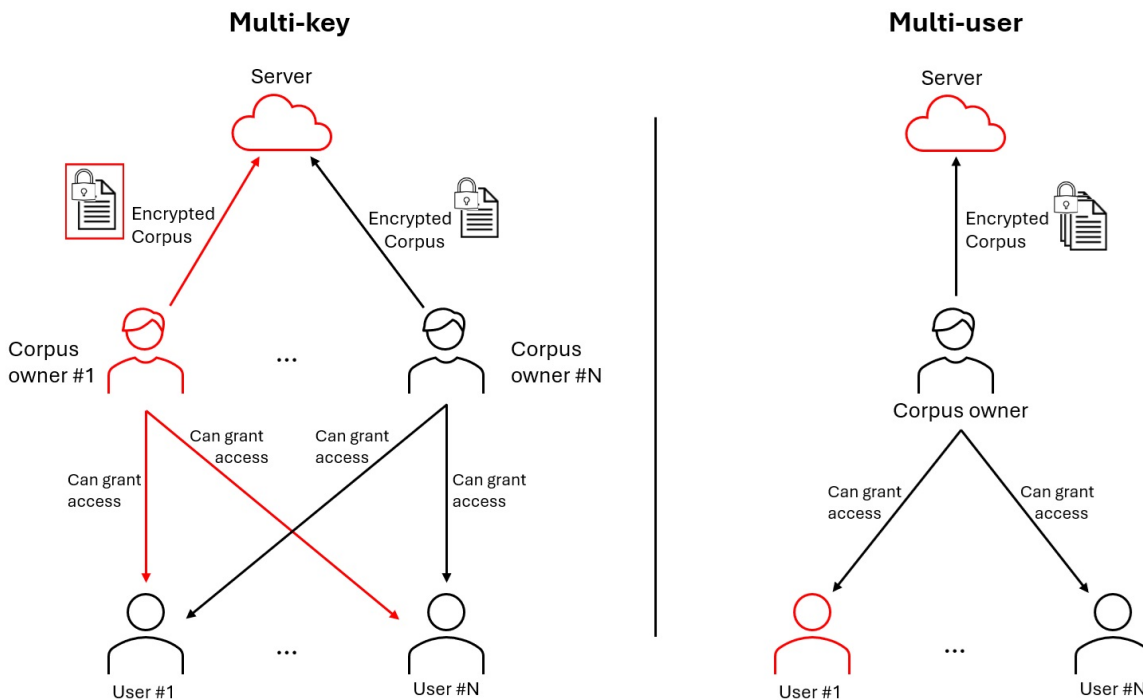 Multi-key
Server
Encrypted
Corpus
Encrypted
Corpus
Corpus
owner #1
...
Corpus
owner #N
Can grant
access
Can grant
access
Can grant
access
Can grant
access
User #1
...
User #N
Multi-user
Server
Encrypted
Corpus
Corpus owner
Can grant
access
Can grant
access
User #1
...
User #N